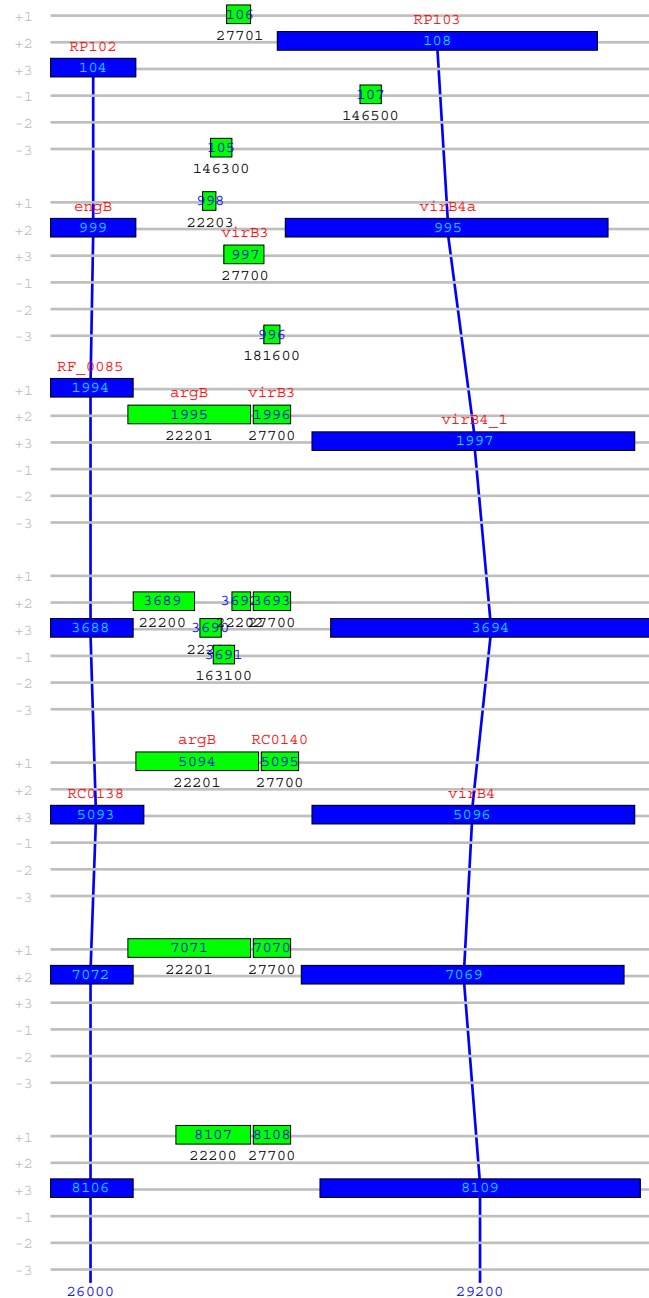 +1 106
27701 RP103
+2 108
RP102
+3 104
-1 107
146500
-2
-3 105
146300
+1 998
engB 22203 virB4a
+2 999 995
virB3
+3 997
27700
-1
-2
-3 996
181600
RF_0085
+1 1994
argB virB3
+2 1995 1996
22201 27700 virB4_1
+3 1997
-1
-2
-3
+1
+2 3689 3692 3693
22200 22202 27700
+3 3688 3690 3694
-1 3691
163100
-2
-3
argB RC0140
+1 5094 5095
22201 27700
+2
RC0138 virB4
+3 5093 5096
-1
-2
-3
+1 7071 7070
22201 27700
+2 7072 7069
+3
-1
-2
-3
+1 8107 8108
22200 27700
+2
+3 8106 8109
-1
-2
-3
26000 29200